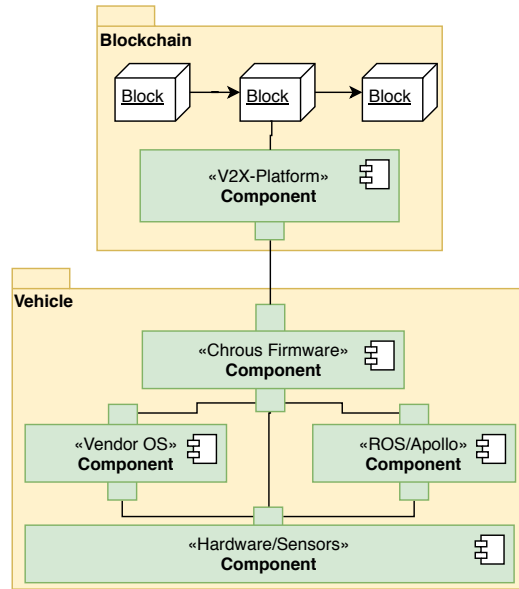 Blockchain
Block
Block
Block
«V2X-Platform»
Component
Vehicle
«Chrous Firmware»
Component
«Vendor OS»
Component
«ROS/Apollo»
Component
«Hardware/Sensors»
Component